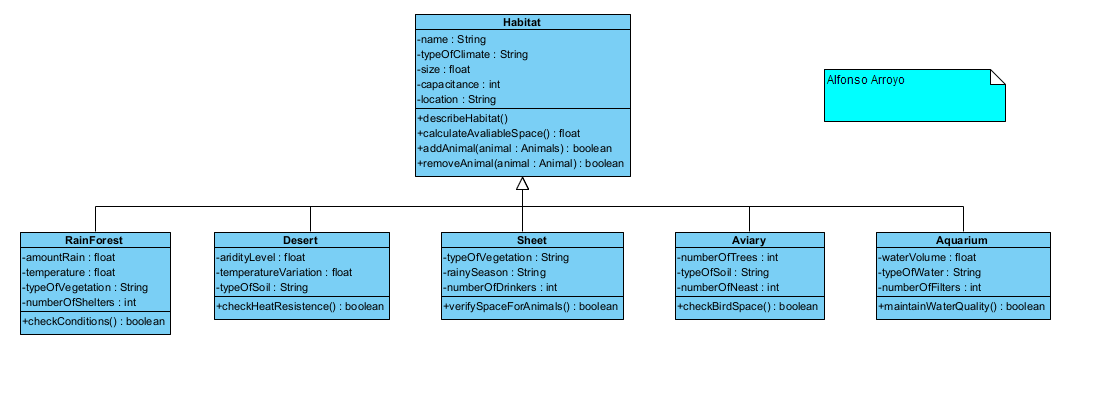 Habitat
-name : String
-typeOfClimate : String
-size : float
-capacitance : int
-location : String
+describeHabitat()
+calculateAvaliableSpace() : float
+addAnimal(animal : Animals) : boolean
+removeAnimal(animal : Animal) : boolean
Alfonso Arroyo
RainForest
-amountRain : float
-temperature : float
-typeOfVegetation : String
-numberOfShelters : int
+checkConditions() : boolean
Desert
-aridityLevel : float
-temperatureVariation : float
-typeOfSoil : String
+checkHeatResistence() : boolean
Sheet
-typeOfVegetation : String
-rainySeason : String
-numberOfDrinkers : int
+verifySpaceForAnimals() : boolean
Aviary
-numberOfTrees : int
-typeOfSoil : String
-numberOfNeast : int
+checkBirdSpace() : boolean
Aquarium
-waterVolume : float
-typeOfWater : String
-numberOfFilters : int
+maintainWaterQuality() : boolean